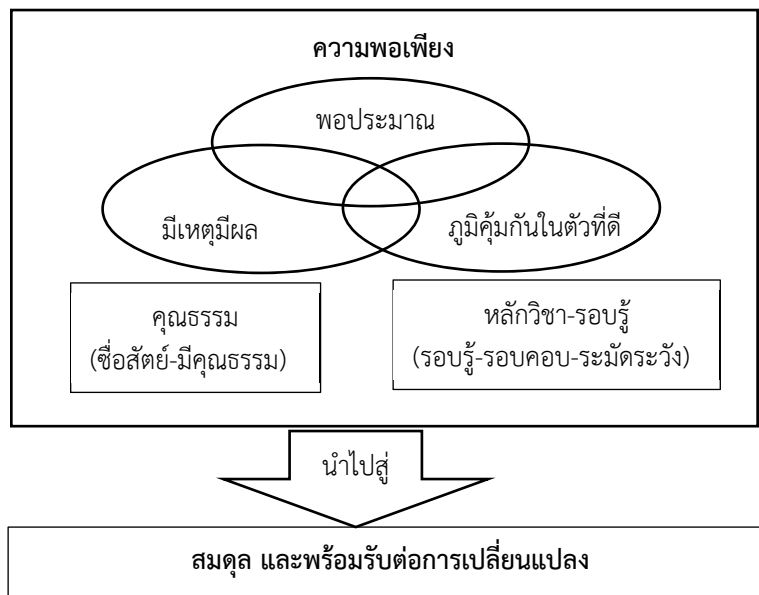 ความพอเพียง
พอประมาณ
มีเหตุมีผล
ภูมิคุ้มกันในตัวที่ดี
คุณธรรม
(ซื่อสัตย์-มีคุณธรรม)
หลักวิชา-รอบรู้
(รอบรู้-รอบคอบ-ระมัดระวัง)
นำไปสู่
สมดุล และพร้อมรับต่อการเปลี่ยนแปลง